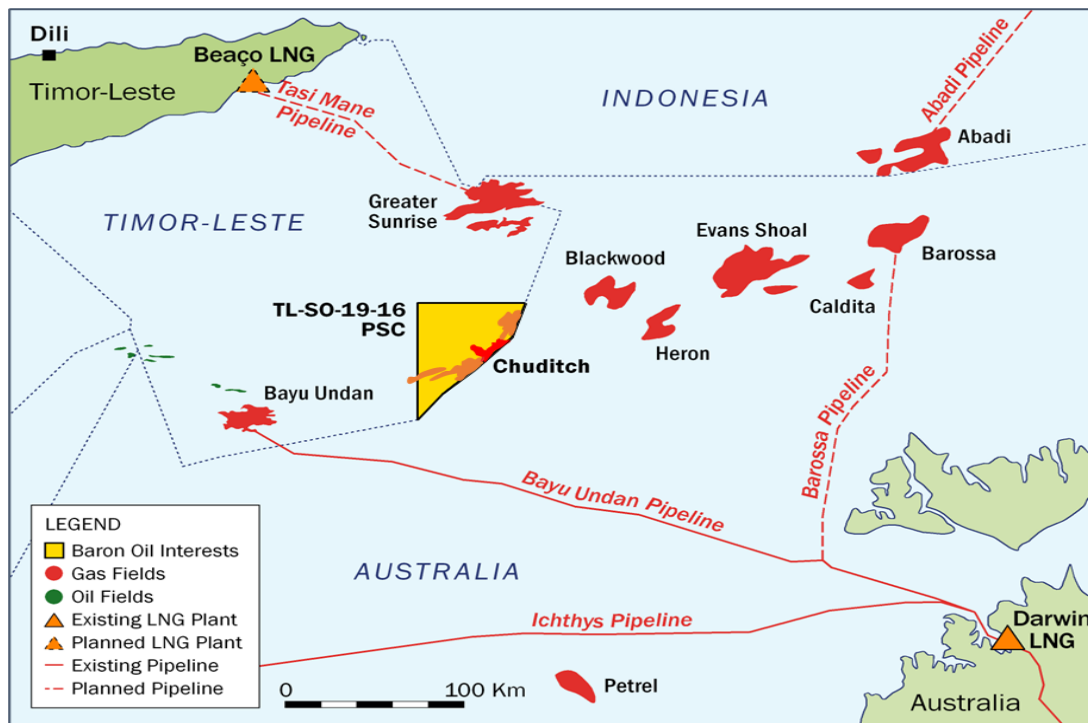 Dili
Beaço LNG
Timor-Leste
Tasi Mane
Pipeline
INDONESIA
Abadi Pipeline
Abadi
Greater
Sunrise
TIMOR-LESTE
Evans Shoal
Blackwood
Barossa
Caldita
TL-SO-19-16
PSC
Heron
Chuditch
Bayu Undan
Barossa Pipeline
Bayu Undan Pipeline
LEGEND
Baron Oil Interests
Gas Fields
Oil Fields
Existing LNG Plant
Planned LNG Plant
Existing Pipeline
Planned Pipeline
AUSTRALIA
Ichthys Pipeline
Darwin
LNG
0 100 Km
Petrel
Australia